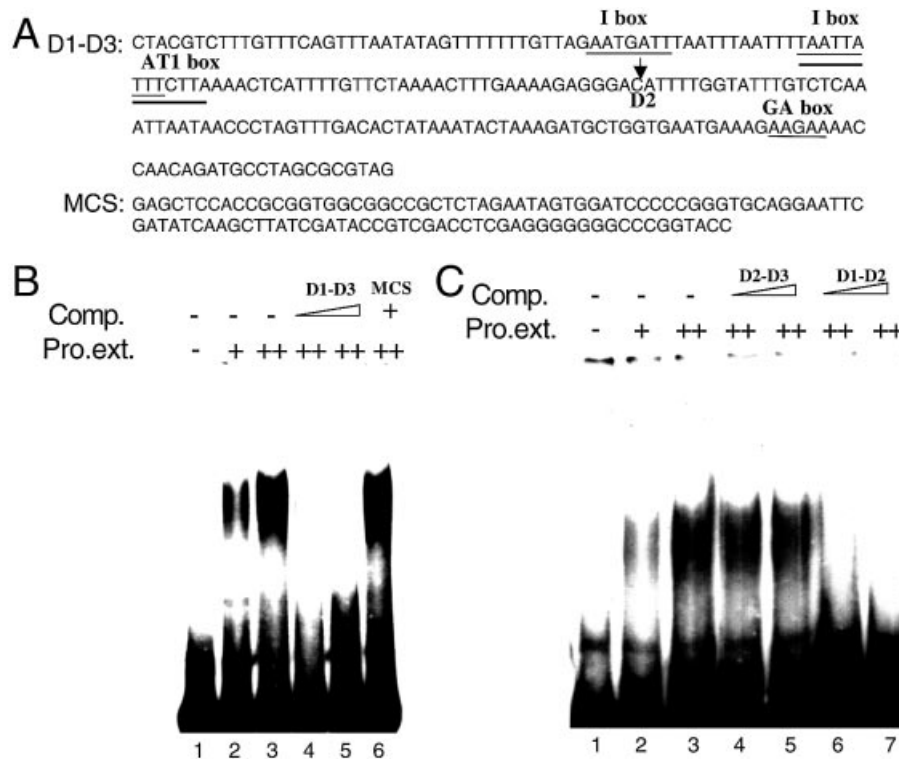 A
I box I box
D1-D3: CTACGTCTTTGTTTCAGTTTAATATAGTTTTTTTGTTAGAATGATTTAATTTAATTTTTAATTA
AT1 box
TTTCTTAAAAACTCATTTTGTTCTAAAACTTTGAAAAGAGGGACATTTTGGTATTTGTCTCAA
D2 GA box
ATTAATAACCCTAGTTTGACACTATAAATACTAAAGATGCTGGTGAATGAAAGAAGAAAAC
CAACAGATGCCTAGCGCGTAG
MCS: GAGCTCCACCGCGGTGGCGGCCGCTCTAGAATAGTGGATCCCCCGGGTGCAGGAATTC
GATATCAAGCTTATCGATACCGTCGACCTCGAGGGGGGGCCCGGTACC
B
D1-D3 MCS
Comp. - - - +
Pro.ext. - + ++ ++ ++ ++
1 2 3 4 5 6
C
D2-D3 D1-D2
Comp. - - -
Pro.ext. - + ++ ++ ++ ++ ++
1 2 3 4 5 6 7